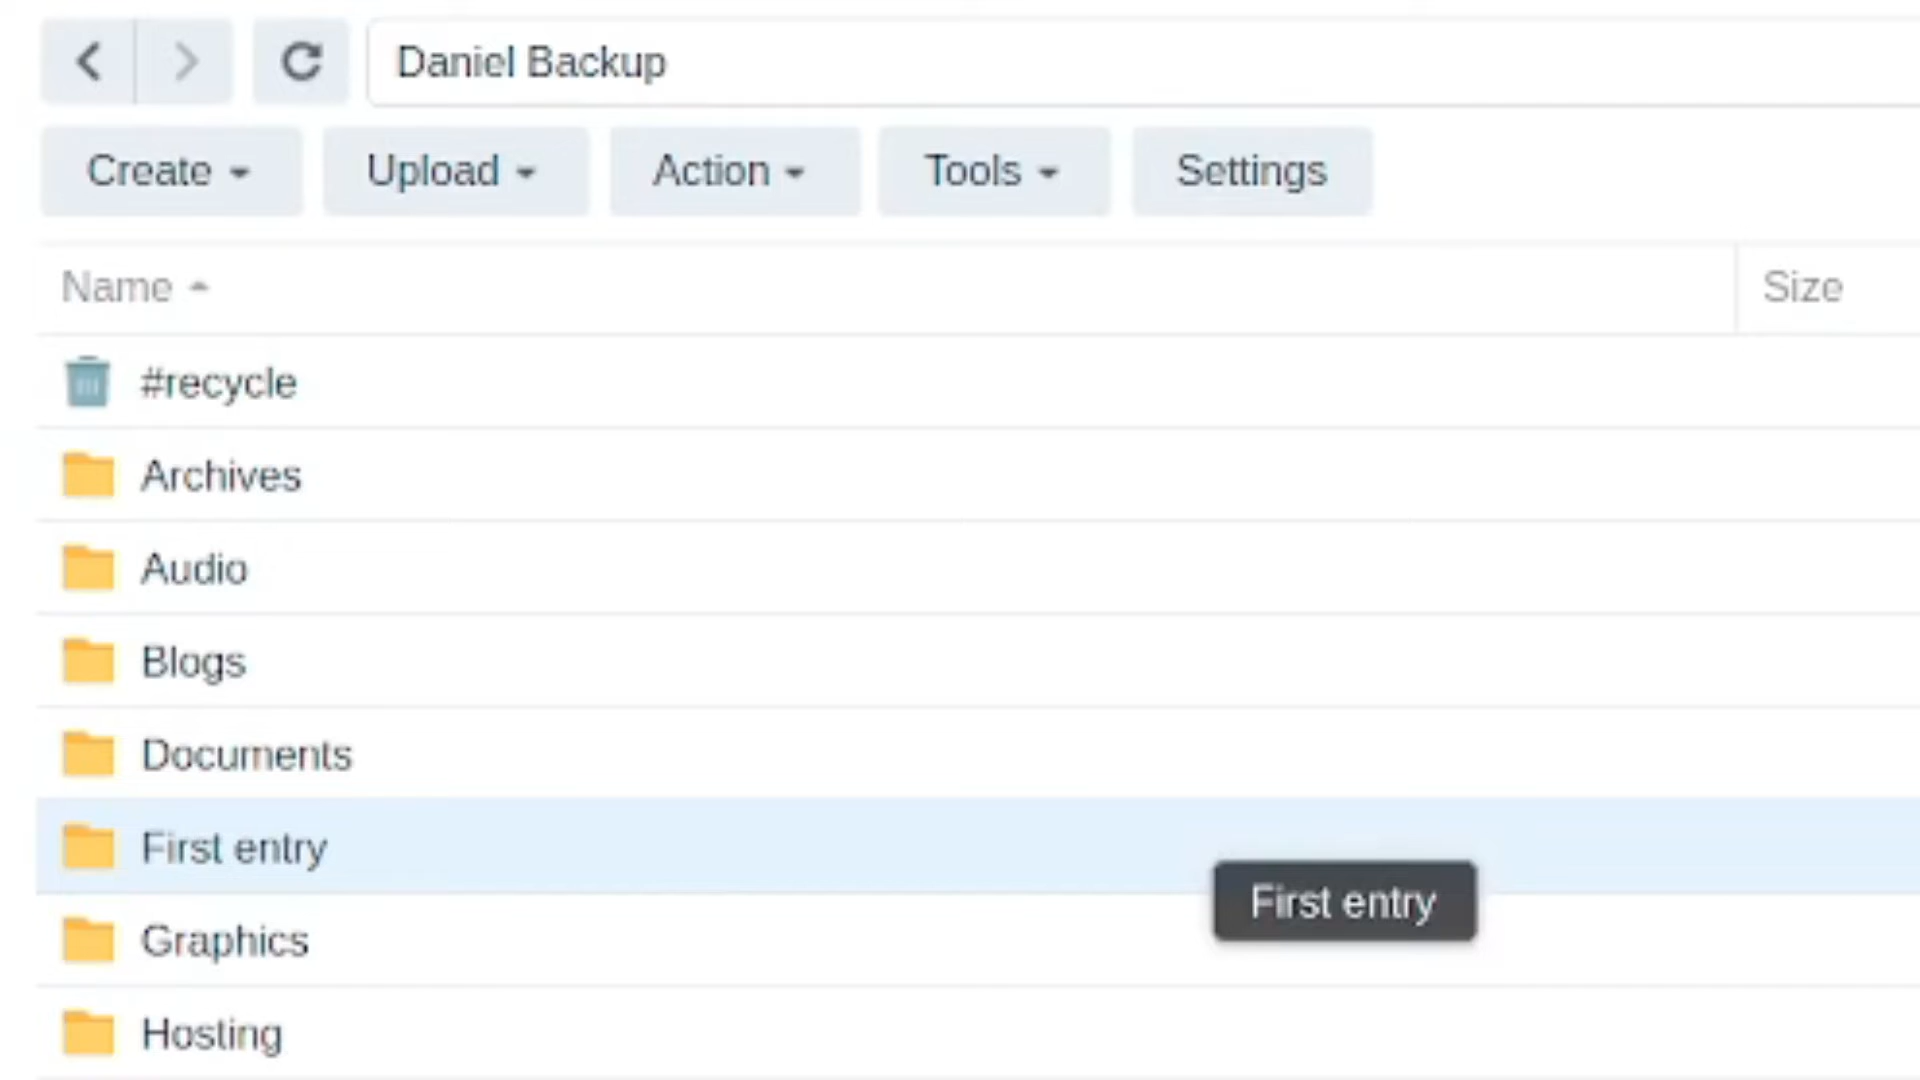 Daniel Backup
Create Upload Action Tools Settings
Name Size
#recycle
Archives
Audio
Blogs
Documents
First entry
First entry
Graphics
Hosting